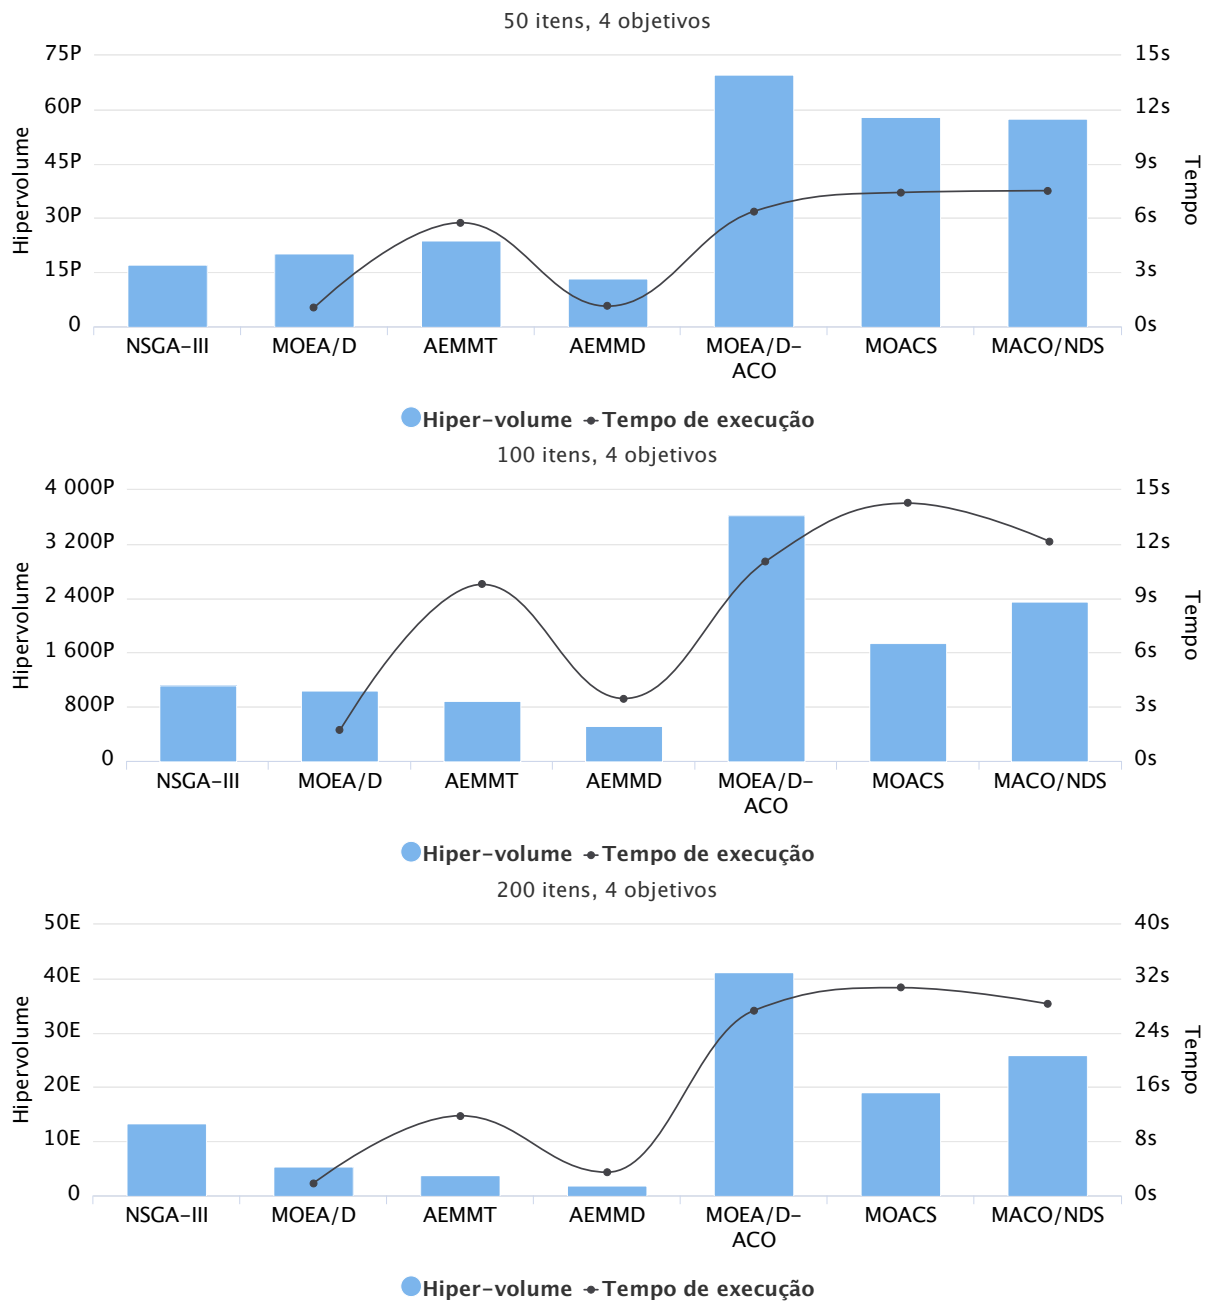 50 itens, 4 objetivos
75P
60P
45P
30P
15P
0
Hipervolume
15s
12s
9s
6s
3s
0s
Tempo
NSGA-III MOEA/D AEMMT AEMMD MOEA/D-ACO MOACS MACO/NDS
Hiper-volume Tempo de execução
100 itens, 4 objetivos
4 000P
3 200P
2 400P
1 600P
800P
0
Hipervolume
15s
12s
9s
6s
3s
0s
Tempo
NSGA-III MOEA/D AEMMT AEMMD MOEA/D-ACO MOACS MACO/NDS
Hiper-volume Tempo de execução
200 itens, 4 objetivos
50E
40E
30E
20E
10E
0
Hipervolume
40s
32s
24s
16s
8s
0s
Tempo
NSGA-III MOEA/D AEMMT AEMMD MOEA/D-ACO MOACS MACO/NDS
Hiper-volume Tempo de execução